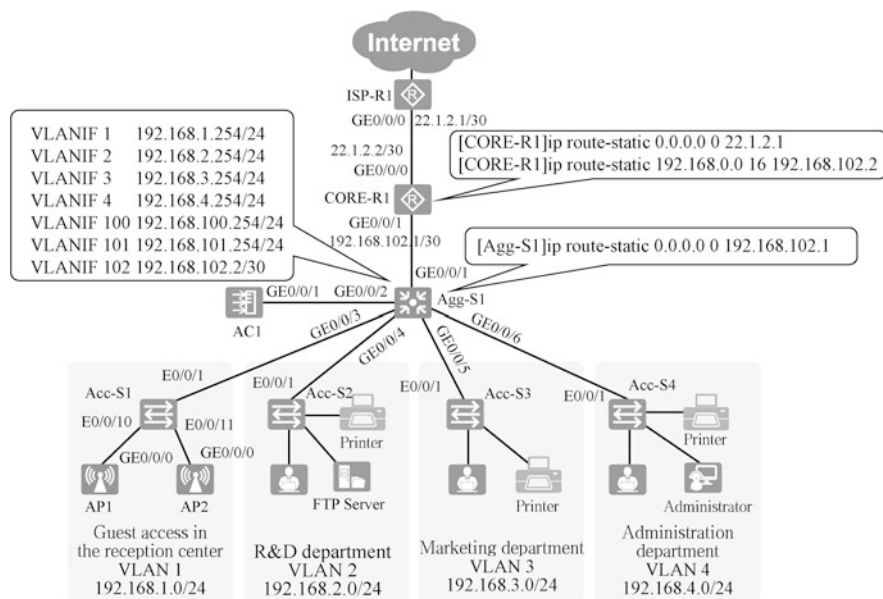 Internet
ISP-R1
GE0/0/0
22.1.2.1/30
VLANIF 1 192.168.1.254/24
VLANIF 2 192.168.2.254/24
VLANIF 3 192.168.3.254/24
VLANIF 4 192.168.4.254/24
VLANIF 100 192.168.100.254/24
VLANIF 101 192.168.101.254/24
VLANIF 102 192.168.102.2/30
22.1.2.2/30
GE0/0/0
[CORE-R1]ip route-static 0.0.0.0 0 22.1.2.1
[CORE-R1]ip route-static 192.168.0.0 16 192.168.102.2
R
R
CORE-R1
GE0/0/1
192.168.102.1/30
[Agg-S1]ip route-static 0.0.0.0 0 192.168.102.1
GE0/0/1
GE0/0/1
GE0/0/2
AC1
Agg-S1
GE0/0/3
GE0/0/4
GE0/0/5
GE0/0/6
E0/0/1
Acc-S1
E0/0/10
E0/0/11
GE0/0/0
GE0/0/0
AP1
AP2
Guest access in
the reception center
VLAN 1
192.168.1.0/24
E0/0/1
Acc-S2
Printer
FTP Server
R&D department
VLAN 2
192.168.2.0/24
E0/0/1
Acc-S3
Printer
Marketing department
VLAN 3
192.168.3.0/24
E0/0/1
Acc-S4
Printer
Administrator
Administration
department
VLAN 4
192.168.4.0/24